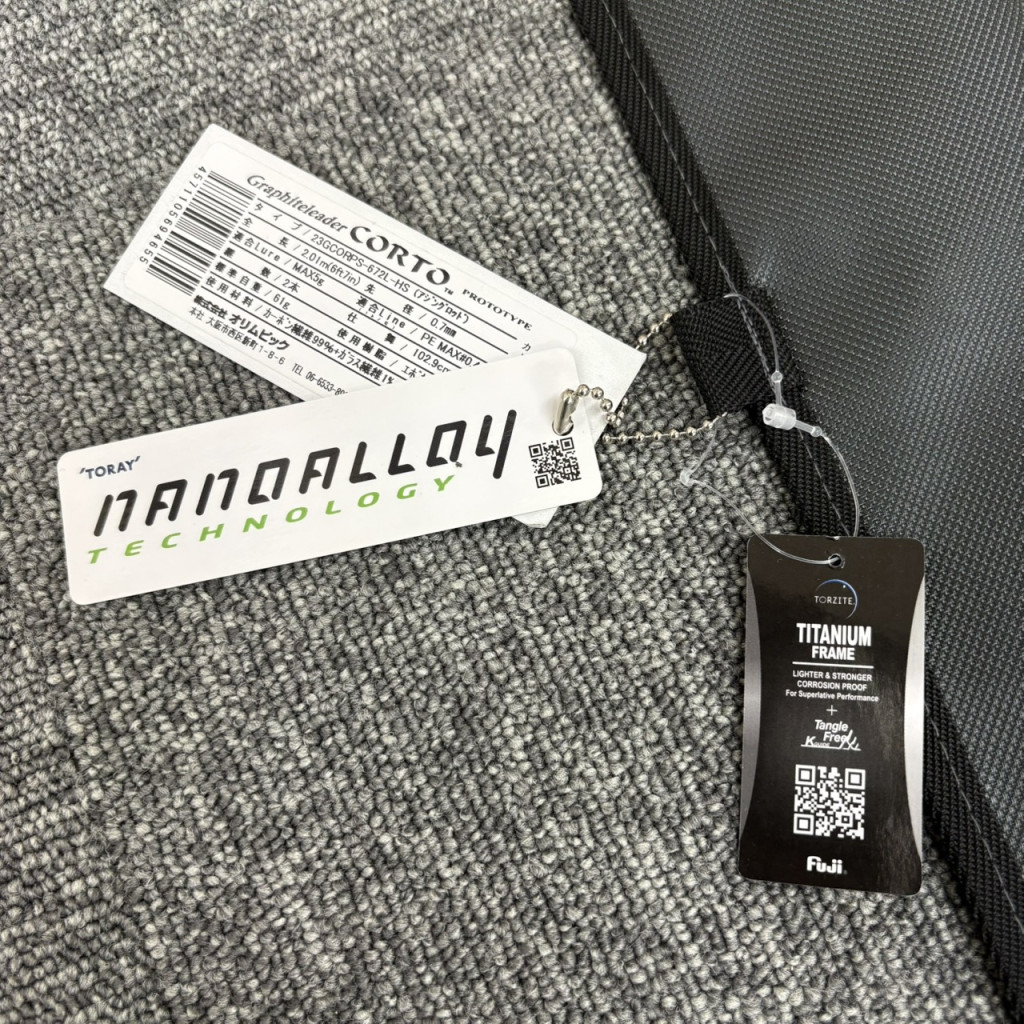 Graphiteleader CORTO™ PROTOTYPE
タイプ / 23GCORPS-672L-HS (アジングロッド)
全長 / 2.01m(6ft7in) 先径 / 0.7mm
適合Lure / MAX5g 適合Line / PE MAX#0.
継数 / 2本 仕舞 / 102.9cm
標準自重 / 61g 使用樹脂 / エポ
使用材料 / カーボン繊維99%+ガラス繊維1%
株式会社 オリムピック
本社 大阪市西区新町1-8-6 TEL 06-6533-
4571105694655
'TORAY'
NANOALLOY
TECHNOLOGY
TORZITE
TITANIUM
FRAME
LIGHTER & STRONGER
CORROSION PROOF
For Superlative Performance
+
Tangle
Free
K
Fuji